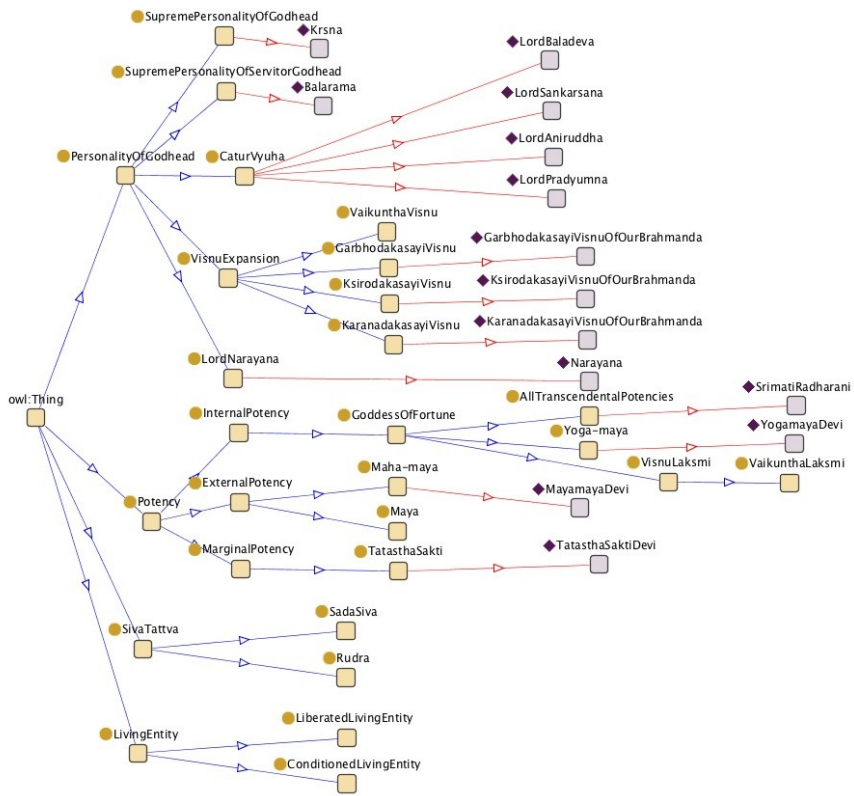 SupremePersonalityOfGodhead
Krsna
SupremePersonalityOfServitorGodhead
Balarama
LordBaladeva
LordSankarsana
LordAniruddha
PersonalityOfGodhead
CaturVyuha
LordPradyumna
VaikunthaVisnu
GarbhodakasayiVisnuOfOurBrahmanda
GarbhodakasayiVisnu
VisnuExpansion
KsirodakasayiVisnuOfOurBrahmanda
KsirodakasayiVisnu
KaranadakasayiVisnuOfOurBrahmanda
KaranadakasayiVisnu
LordNarayana
Narayana
SrimatiRadharani
owl:Thing
AllTranscendentalPotencies
InternalPotency
GoddessOfFortune
YogamayaDevi
Yoga-maya
VisnuLaksmi
VaikunthaLaksmi
Maha-maya
ExternalPotency
MayamayaDevi
Potency
Maya
MarginalPotency
TatasthaSakti
TatasthaSaktiDevi
SadaSiva
SivaTattva
Rudra
LiberatedLivingEntity
LivingEntity
ConditionedLivingEntity